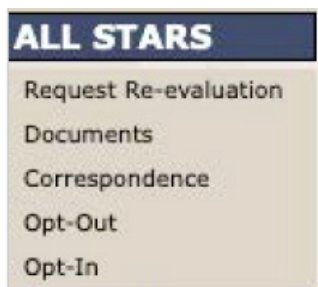 ALL STARS
Request Re-evaluation
Documents
Correspondence
Opt-Out
Opt-In